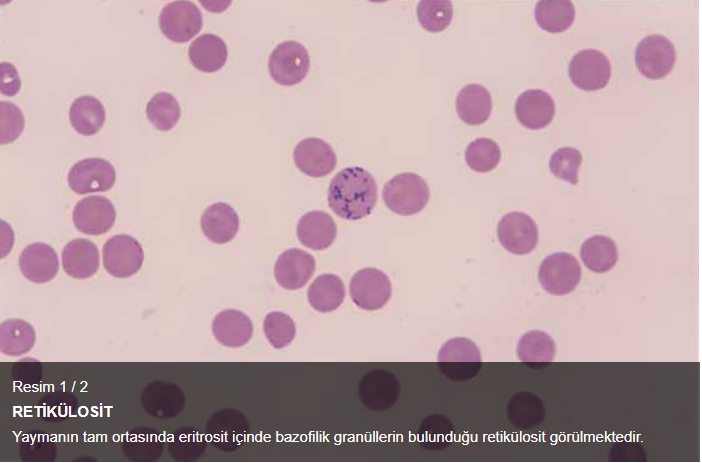 Resim 1 / 2
RETİKÜLOSİT
Yaymanın tam ortasında eritrosit içinde bazofilik granüllerin bulunduğu retikülosit görülmektedir.